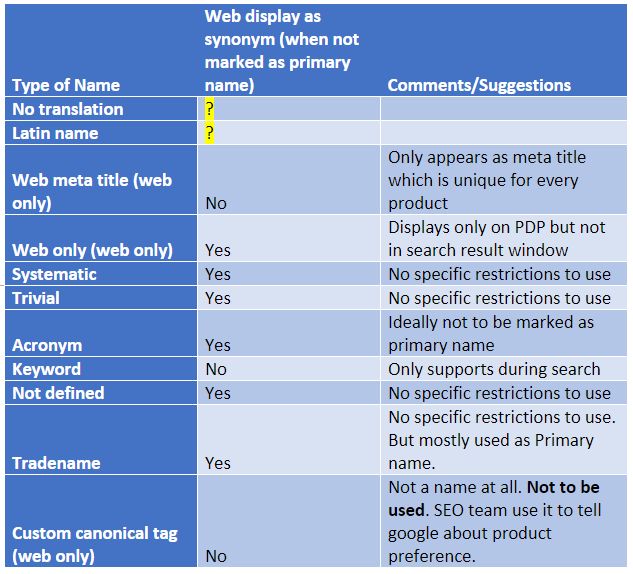 Type of Name
Web display as
synonym (when not
marked as primary
name)
Comments/Suggestions
No translation
?
Latin name
?
Web meta title (web
only)
No
Only appears as meta title
which is unique for every
product
Web only (web only)
Yes
Displays only on PDP but not
in search result window
Systematic
Yes
No specific restrictions to use
Trivial
Yes
No specific restrictions to use
Acronym
Yes
Ideally not to be marked as
primary name
Keyword
No
Only supports during search
Not defined
Yes
No specific restrictions to use
Tradename
Yes
No specific restrictions to use.
But mostly used as Primary
name.
Custom canonical tag
(web only)
No
Not a name at all. Not to be
used. SEO team use it to tell
google about product
preference.